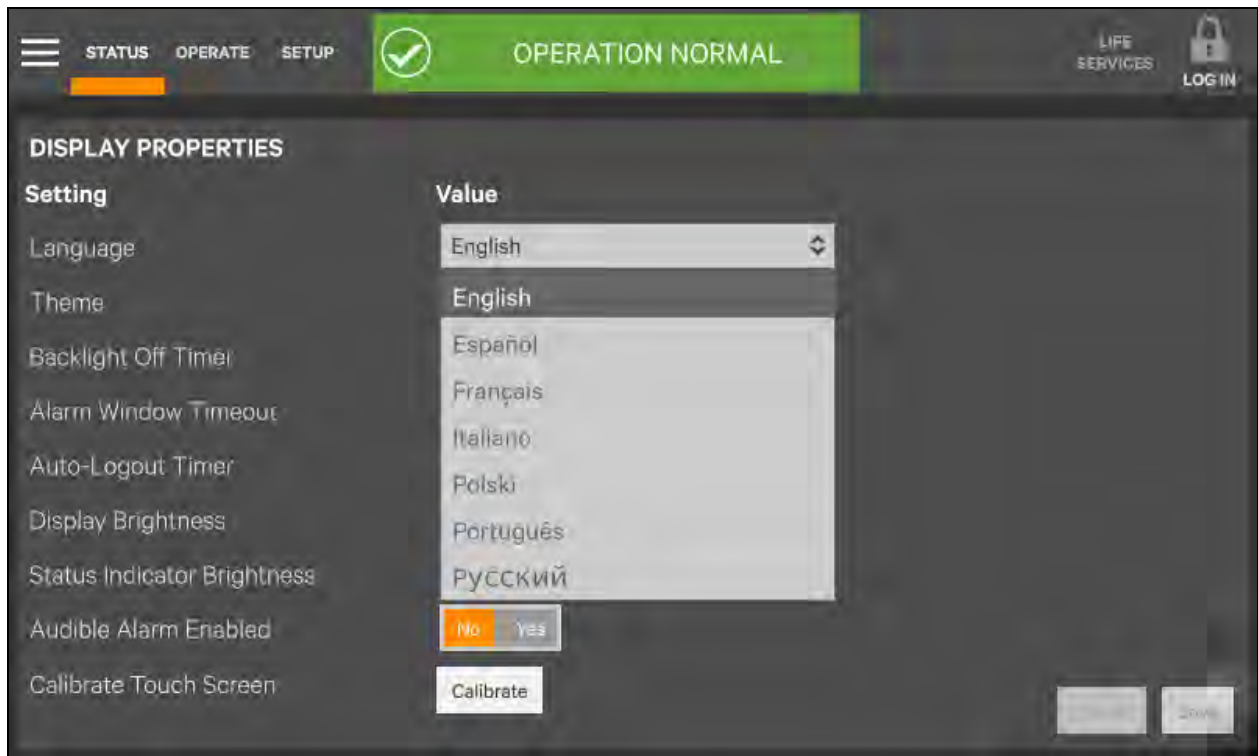 STATUS OPERATE SETUP OPERATION NORMAL LIFE
SERVICES
LOG IN
DISPLAY PROPERTIES
Setting Value
Language English
Theme English
Backlight Off Timer Español
Alarm Window Timeout Français
Italiano
Auto-Logout Timer Polski
Display Brightness Português
Status Indicator Brightness Русский
Audible Alarm Enabled No Yes
Calibrate Touch Screen Calibrate